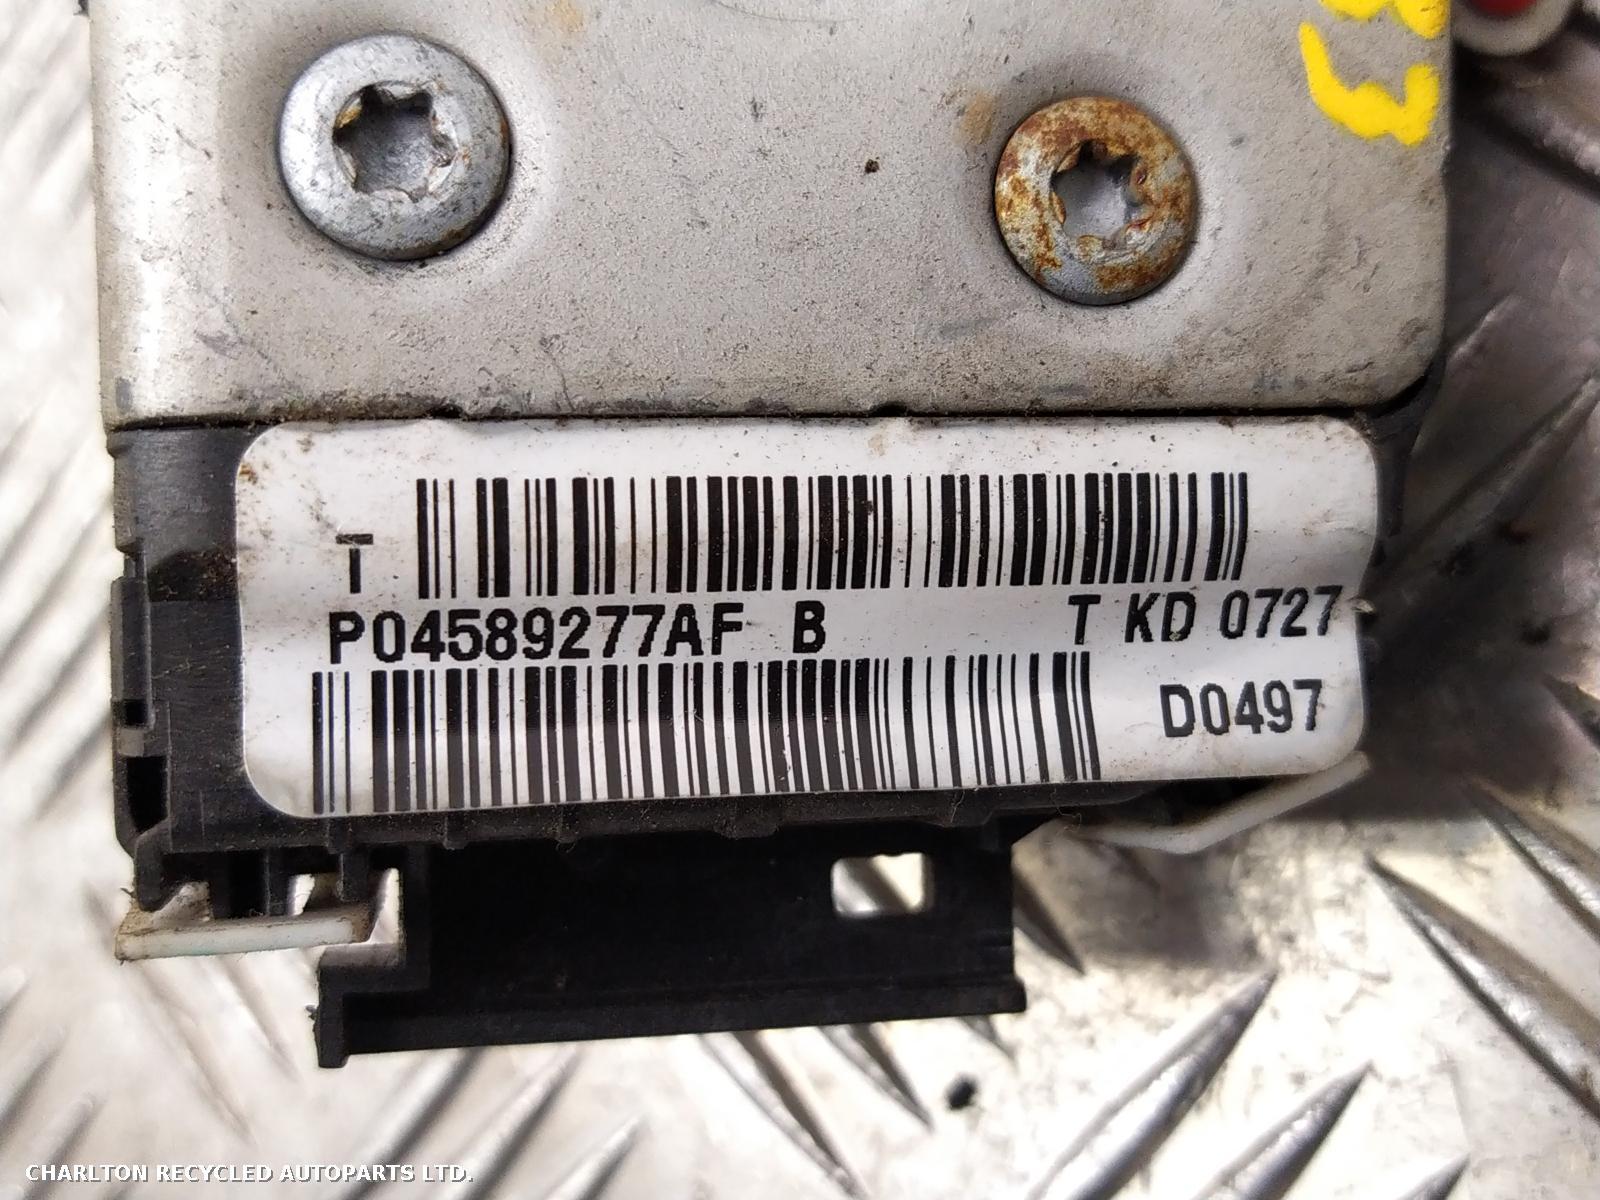 T
P04589277AF B T KD 0727
D0497
CHARLTON RECYCLED AUTOPARTS LTD.